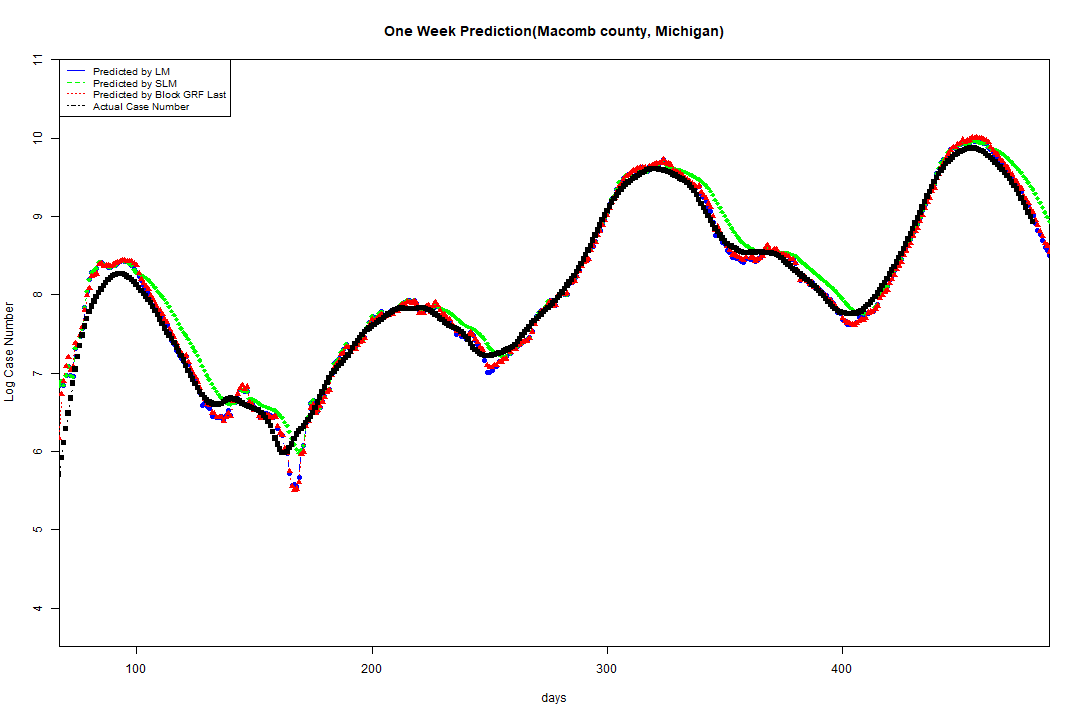 One Week Prediction(Macomb county, Michigan)
Predicted by LM
Predicted by SLM
Predicted by Block GRF Last
Actual Case Number
11
10
9
8
7
6
5
4
Log Case Number
100 200 300 400
days